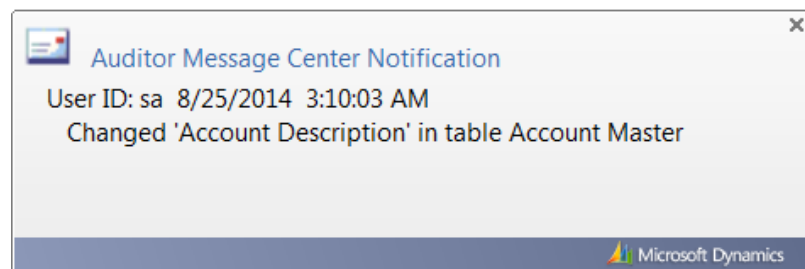 Auditor Message Center Notification
User ID: sa 8/25/2014 3:10:03 AM
Changed 'Account Description' in table Account Master
Microsoft Dynamics